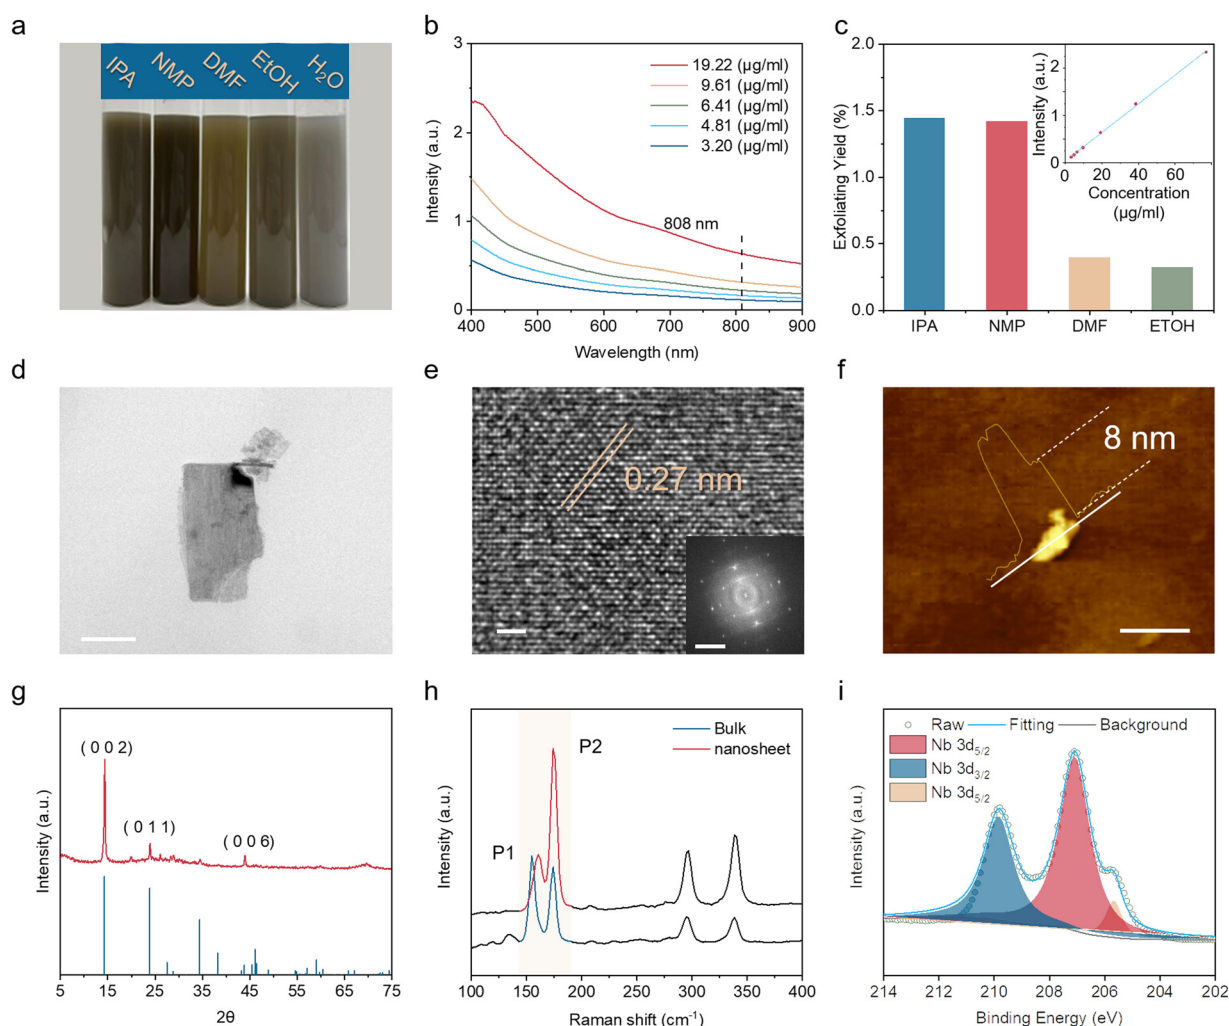 a
IPA
NMP
DMF
EtOH
H₂O
b
3
2
1
0
Intensity (a.u.)
19.22 (μg/ml)
9.61 (μg/ml)
6.41 (μg/ml)
4.81 (μg/ml)
3.20 (μg/ml)
808 nm
400 500 600 700 800 900
Wavelength (nm)
c
2.0
1.5
1.0
0.5
0.0
Exfoliating Yield (%)
Intensity (a.u.)
2
1
0
0 20 40 60
Concentration
(μg/ml)
IPA NMP DMF ETOH
d
e
0.27 nm
f
8 nm
g
Intensity (a.u.)
( 0 0 2 )
( 0 1 1 )
( 0 0 6 )
5 15 25 35 45 55 65 75
2θ
h
Intensity (a.u.)
P1
P2
Bulk
nanosheet
100 150 200 250 300 350 400
Raman shift (cm⁻¹)
i
Intensity (a.u.)
Raw Fitting Background
Nb 3d₅/₂
Nb 3d₃/₂
Nb 3d₅/₂
214 212 210 208 206 204 202
Binding Energy (eV)